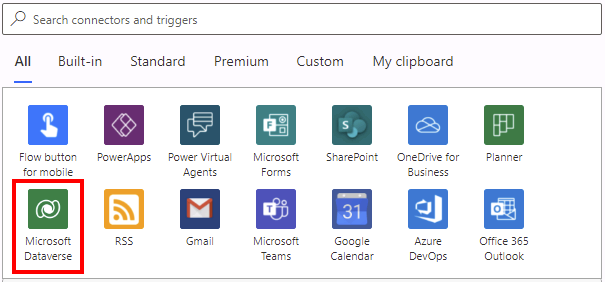 Search connectors and triggers
All Built-in Standard Premium Custom My clipboard
Flow button for mobile
PowerApps
Power Virtual Agents
Microsoft Forms
SharePoint
OneDrive for Business
Planner
Microsoft Dataverse
RSS
Gmail
Microsoft Teams
31
Google Calendar
Azure DevOps
Office 365 Outlook